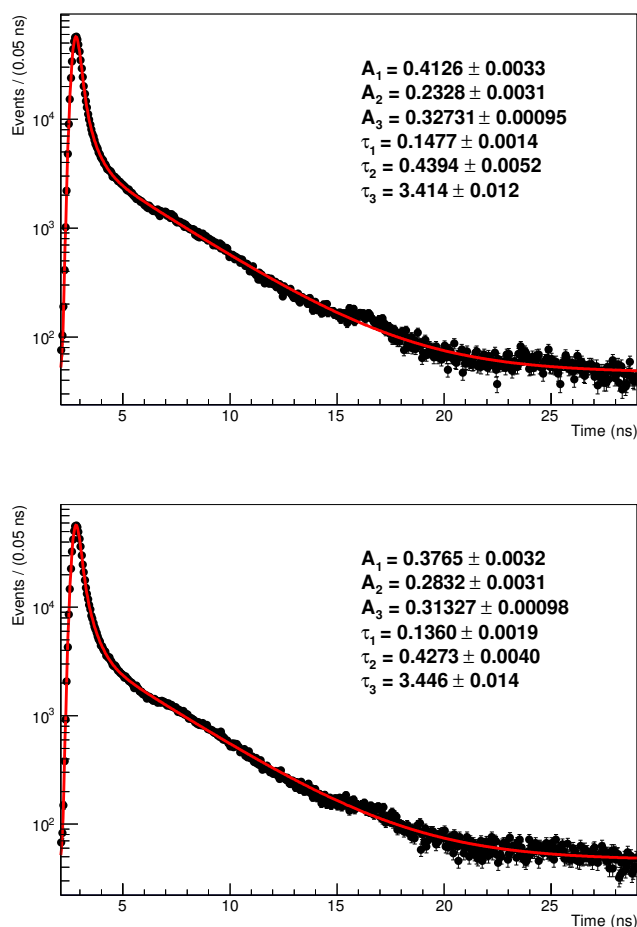 Events / (0.05 ns)
10⁴
10³
10²
A₁ = 0.4126 ± 0.0033
A₂ = 0.2328 ± 0.0031
A₃ = 0.32731 ± 0.00095
τ₁ = 0.1477 ± 0.0014
τ₂ = 0.4394 ± 0.0052
τ₃ = 3.414 ± 0.012
5 10 15 20 25
Time (ns)
Events / (0.05 ns)
10⁴
10³
10²
A₁ = 0.3765 ± 0.0032
A₂ = 0.2832 ± 0.0031
A₃ = 0.31327 ± 0.00098
τ₁ = 0.1360 ± 0.0019
τ₂ = 0.4273 ± 0.0040
τ₃ = 3.446 ± 0.014
5 10 15 20 25
Time (ns)